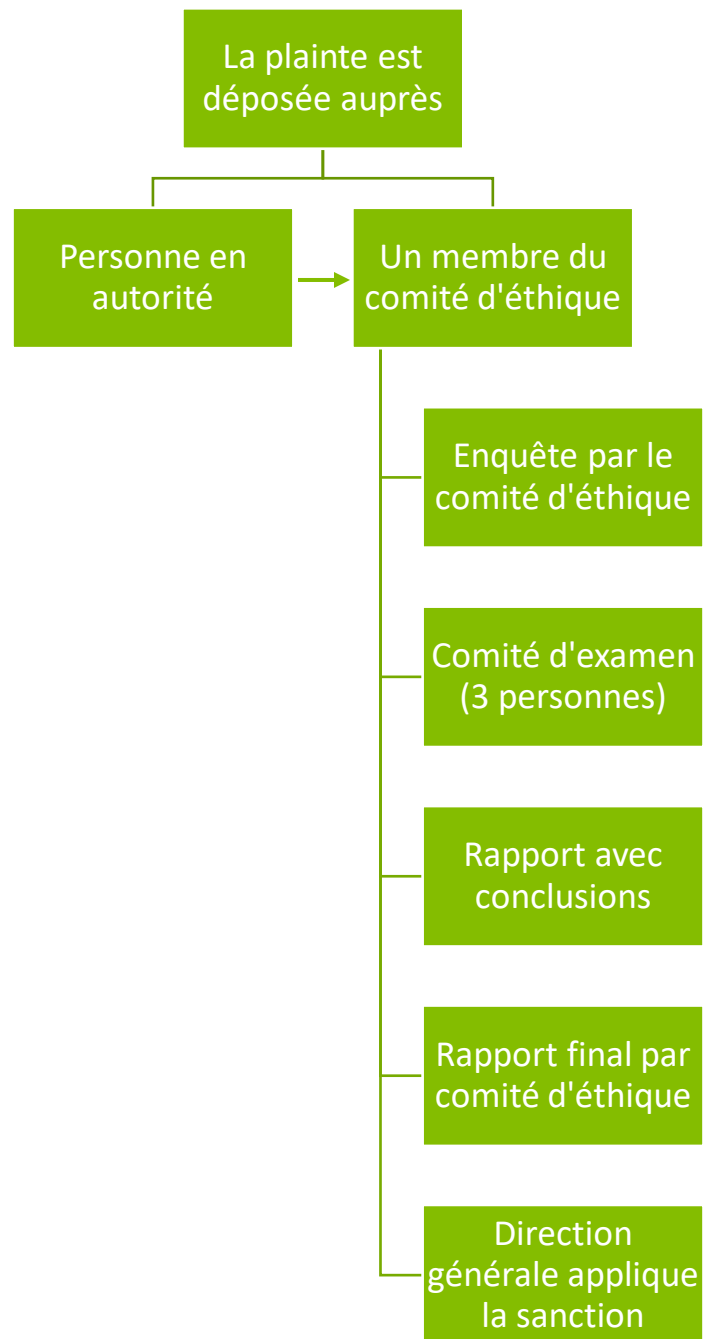 La plainte est
déposée auprès
Personne en
autorité
Un membre du
comité d'éthique
Enquête par le
comité d'éthique
Comité d'examen
(3 personnes)
Rapport avec
conclusions
Rapport final par
comité d'éthique
Direction
générale applique
la sanction